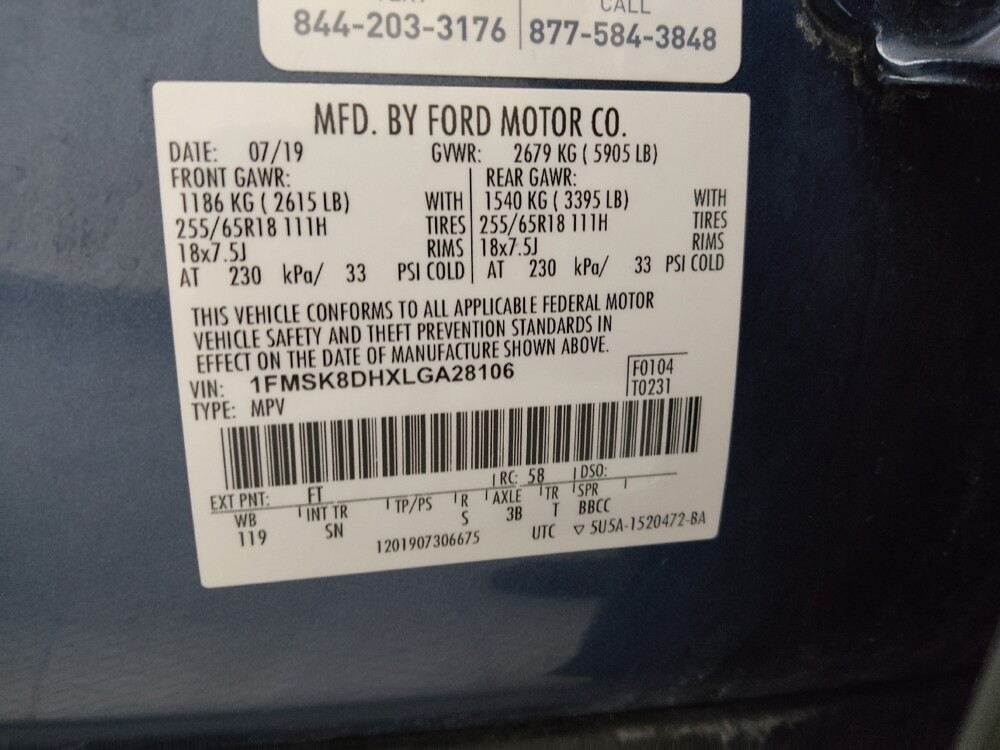 CALL
844-203-3176 877-584-3848
MFD. BY FORD MOTOR CO.
DATE: 07/19 GVWR: 2679 KG ( 5905 LB)
FRONT GAWR: REAR GAWR:
1186 KG ( 2615 LB) WITH 1540 KG ( 3395 LB) WITH
255/65R18 111H TIRES 255/65R18 111H TIRES
18x7.5J RIMS 18x7.5J RIMS
AT 230 kPa/ 33 PSI COLD AT 230 kPa/ 33 PSI COLD
THIS VEHICLE CONFORMS TO ALL APPLICABLE FEDERAL MOTOR
VEHICLE SAFETY AND THEFT PREVENTION STANDARDS IN
EFFECT ON THE DATE OF MANUFACTURE SHOWN ABOVE.
VIN: 1FMSK8DHXLGA28106 F0104
TYPE: MPV T0231
EXT PNT: FT RC: 58 DSO:
WB INT TR TP/PS R AXLE TR SPR
119 SN S 3B T BBCC
1201907306675 UTC ▽ 5U5A-1520472-BA